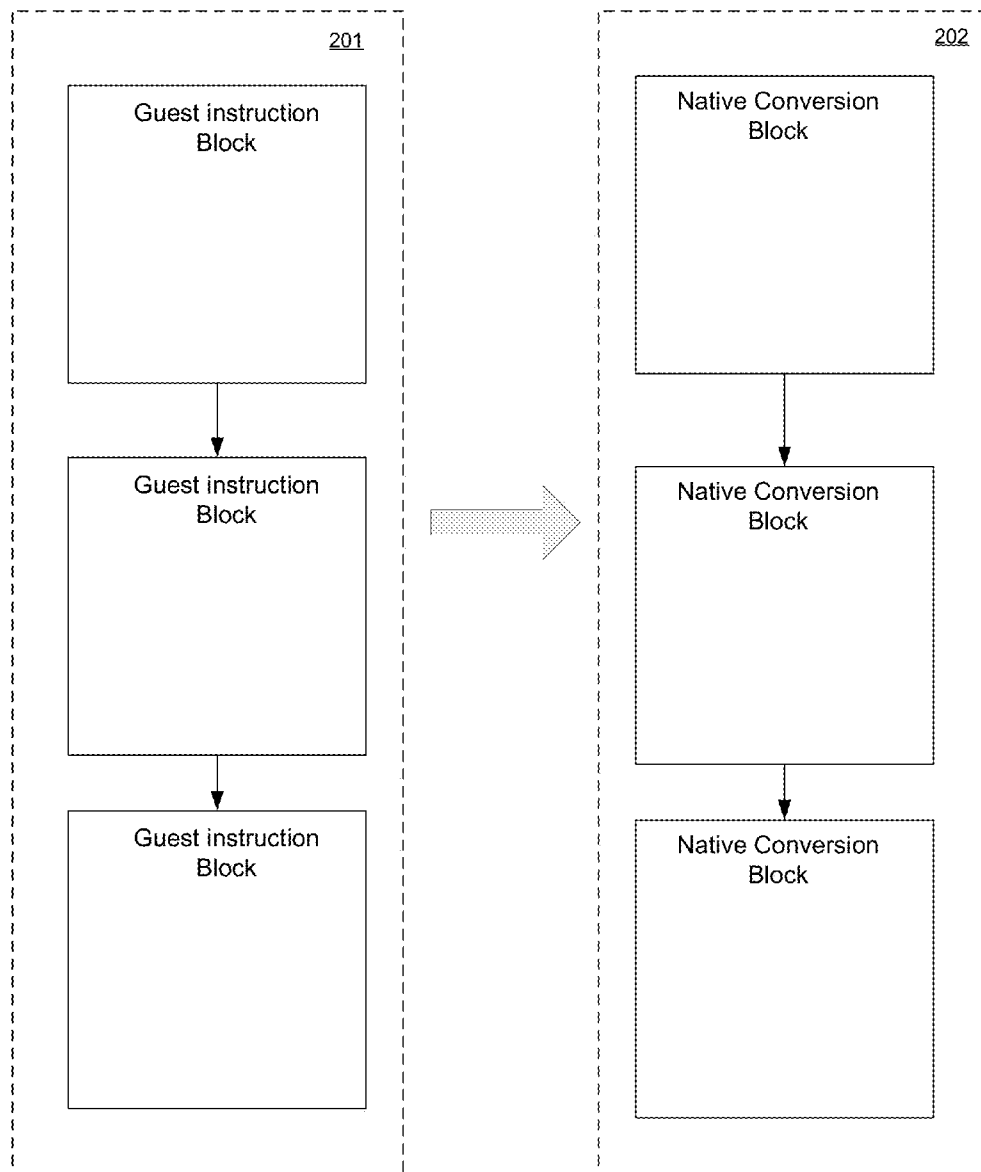 201
Guest instruction
Block
Guest instruction
Block
Guest instruction
Block
202
Native Conversion
Block
Native Conversion
Block
Native Conversion
Block